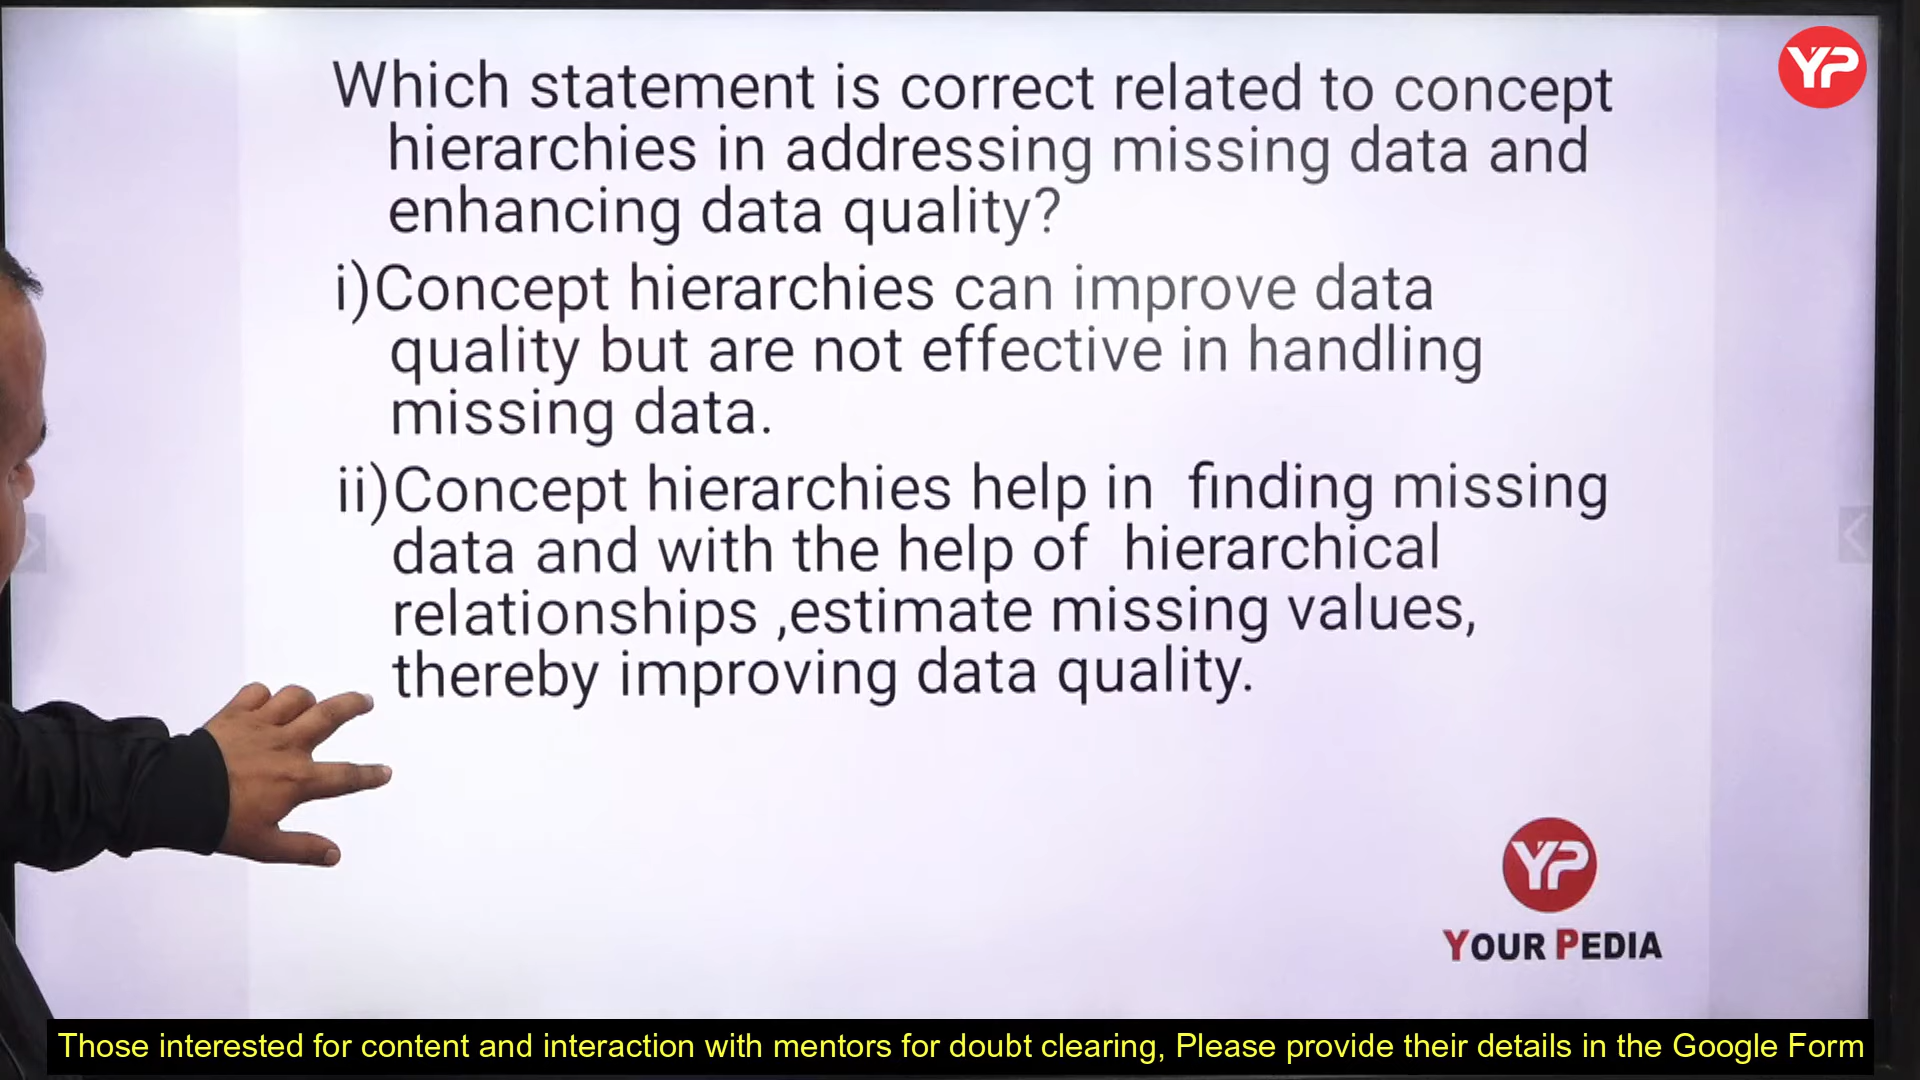 YP
Which statement is correct related to concept
hierarchies in addressing missing data and
enhancing data quality?
i)Concept hierarchies can improve data
quality but are not effective in handling
missing data.
ii)Concept hierarchies help in finding missing
data and with the help of hierarchical
relationships ,estimate missing values,
thereby improving data quality.
YP
YOUR PEDIA
Those interested for content and interaction with mentors for doubt clearing, Please provide their details in the Google Form